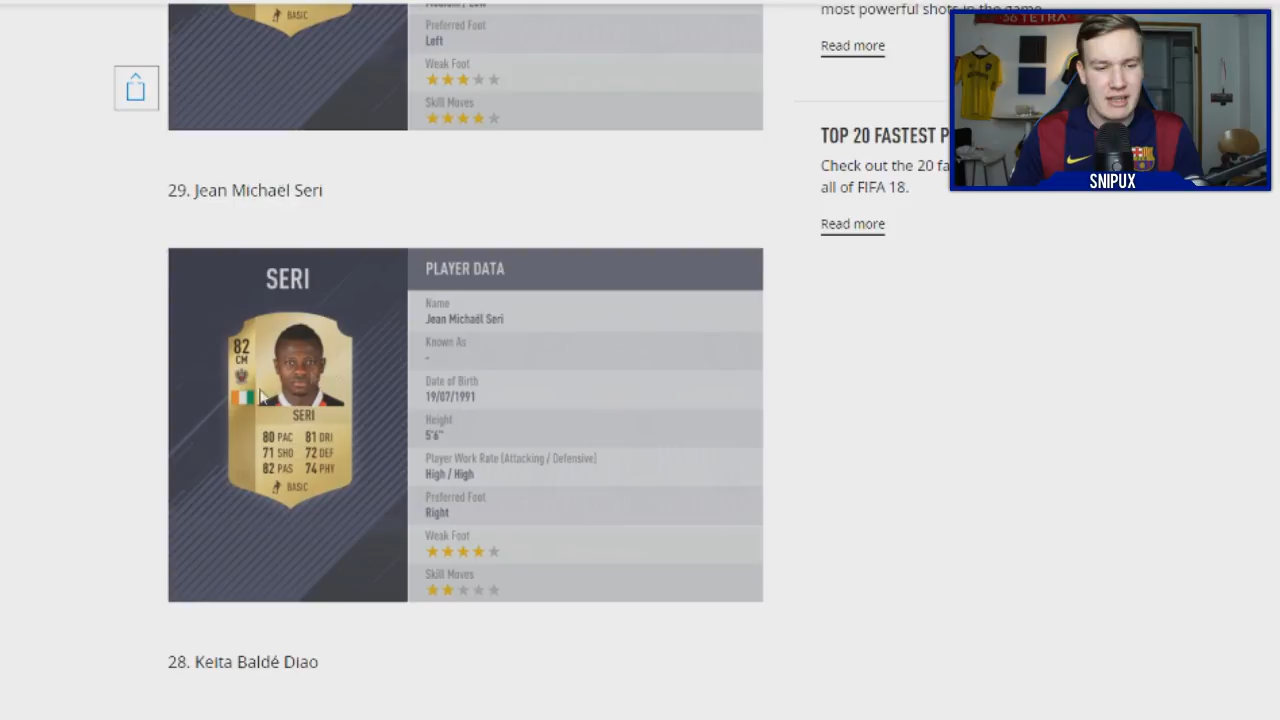 BASIC
Preferred Foot
Left
Weak Foot
Skill Moves
29. Jean Michael Seri
SERI
82
CM
SERI
80 PAC 81 DRI
71 SHO 72 DEF
82 PAS 74 PHY
BASIC
PLAYER DATA
Name
Jean Michaël Seri
Known As
-
Date of Birth
19/07/1991
Height
5'6"
Player Work Rate (Attacking / Defensive)
High / High
Preferred Foot
Right
Weak Foot
Skill Moves
28. Keita Baldé Diao
most powerful shots in the game.
Read more
TOP 20 FASTEST P
Check out the 20 fa
all of FIFA 18.
Read more
SNIPUX